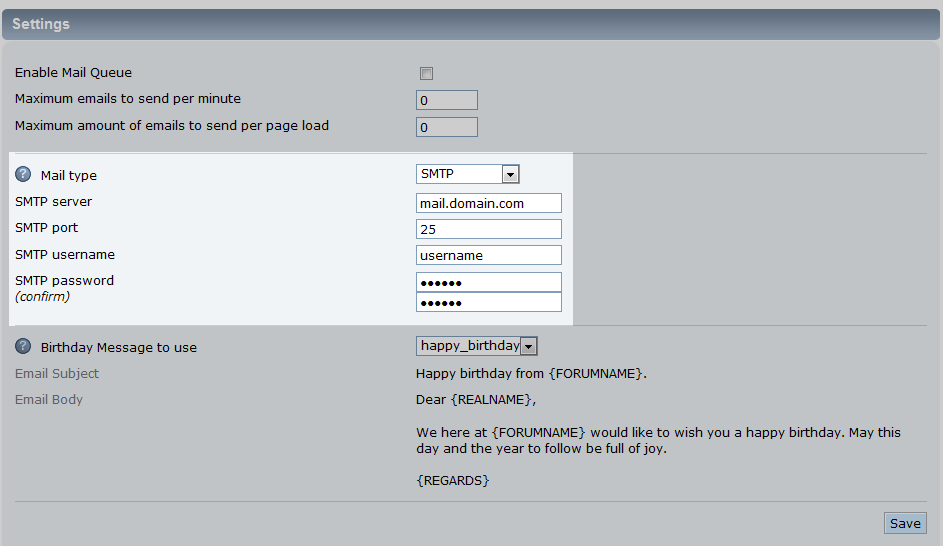 Settings
Enable Mail Queue
Maximum emails to send per minute 0
Maximum amount of emails to send per page load 0
? Mail type SMTP
SMTP server mail.domain.com
SMTP port 25
SMTP username username
SMTP password ●●●●●●
(confirm) ●●●●●●
? Birthday Message to use happy_birthday
Email Subject Happy birthday from {FORUMNAME}.
Email Body Dear {REALNAME},
We here at {FORUMNAME} would like to wish you a happy birthday. May this
day and the year to follow be full of joy.
{REGARDS}
Save